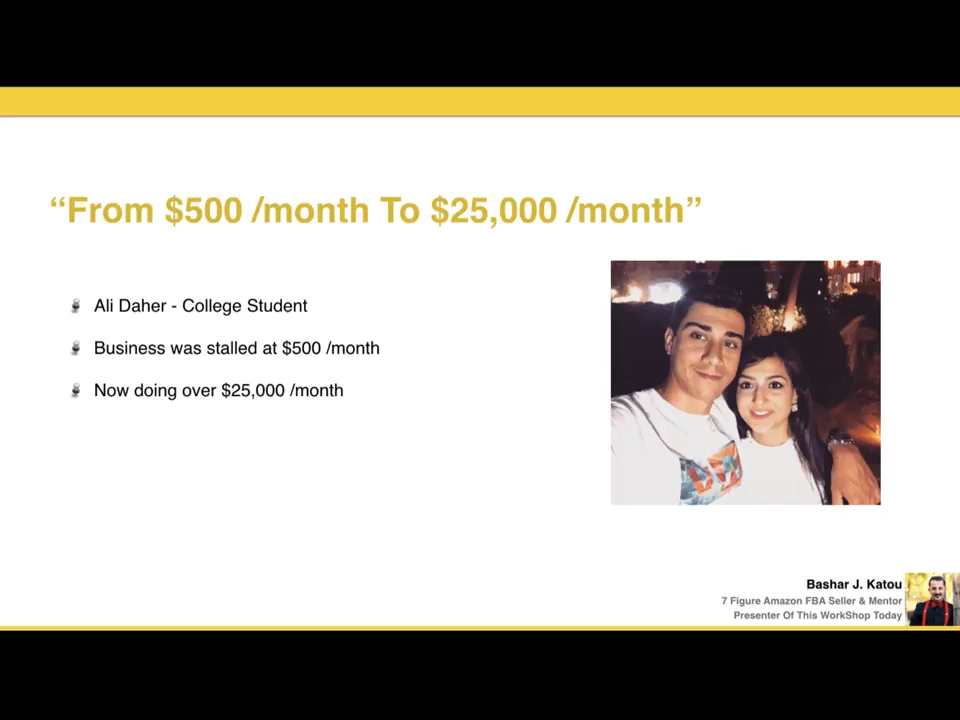 “From $500 /month To $25,000 /month”
Ali Daher - College Student
Business was stalled at $500 /month
Now doing over $25,000 /month
Bashar J. Katou
7 Figure Amazon FBA Seller & Mentor
Presenter Of This WorkShop Today